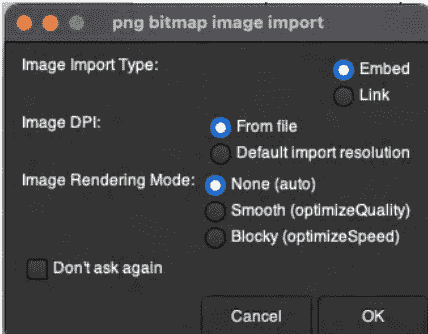 png bitmap image import
Image Import Type:
Embed
Link
Image DPI:
From file
Default import resolution
Image Rendering Mode:
None (auto)
Smooth (optimizeQuality)
Blocky (optimizeSpeed)
Don't ask again
Cancel
OK